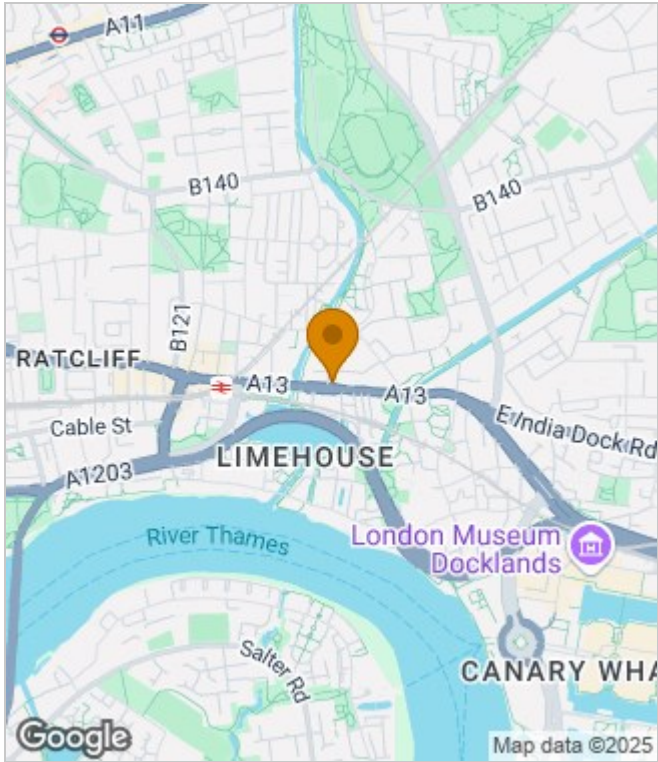 A11
B140
B140
B121
RATCLIFF
A13
A13
Cable St
E India Dock Rd
LIMEHOUSE
A1203
River Thames
London Museum
Docklands
Salter Rd
CANARY WHA
Google
Map data ©2025